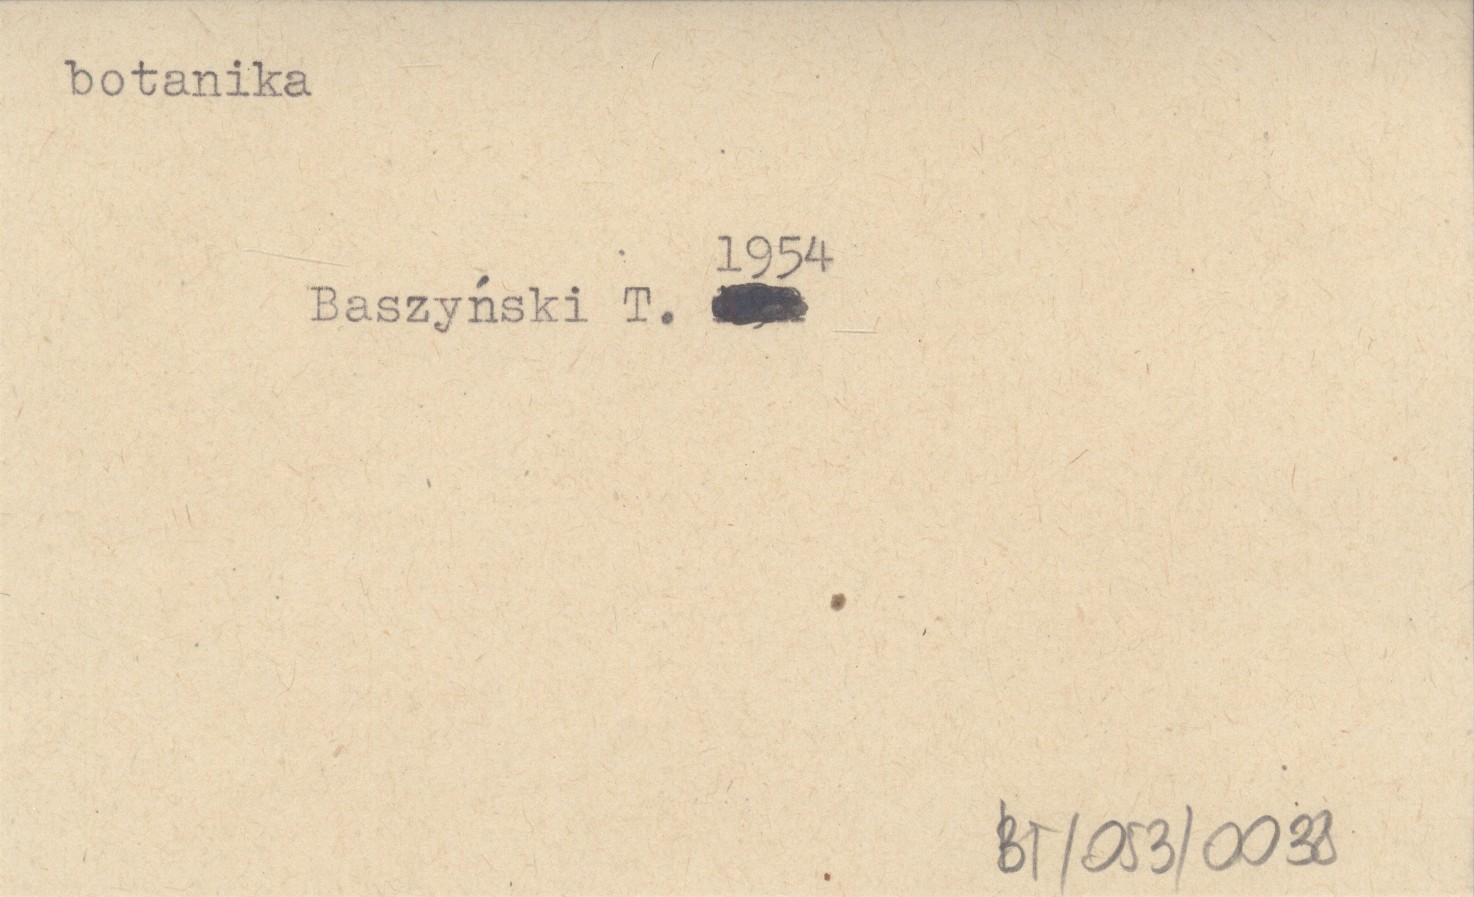 botanika
1954
Baszyński T.
BT/053/0038